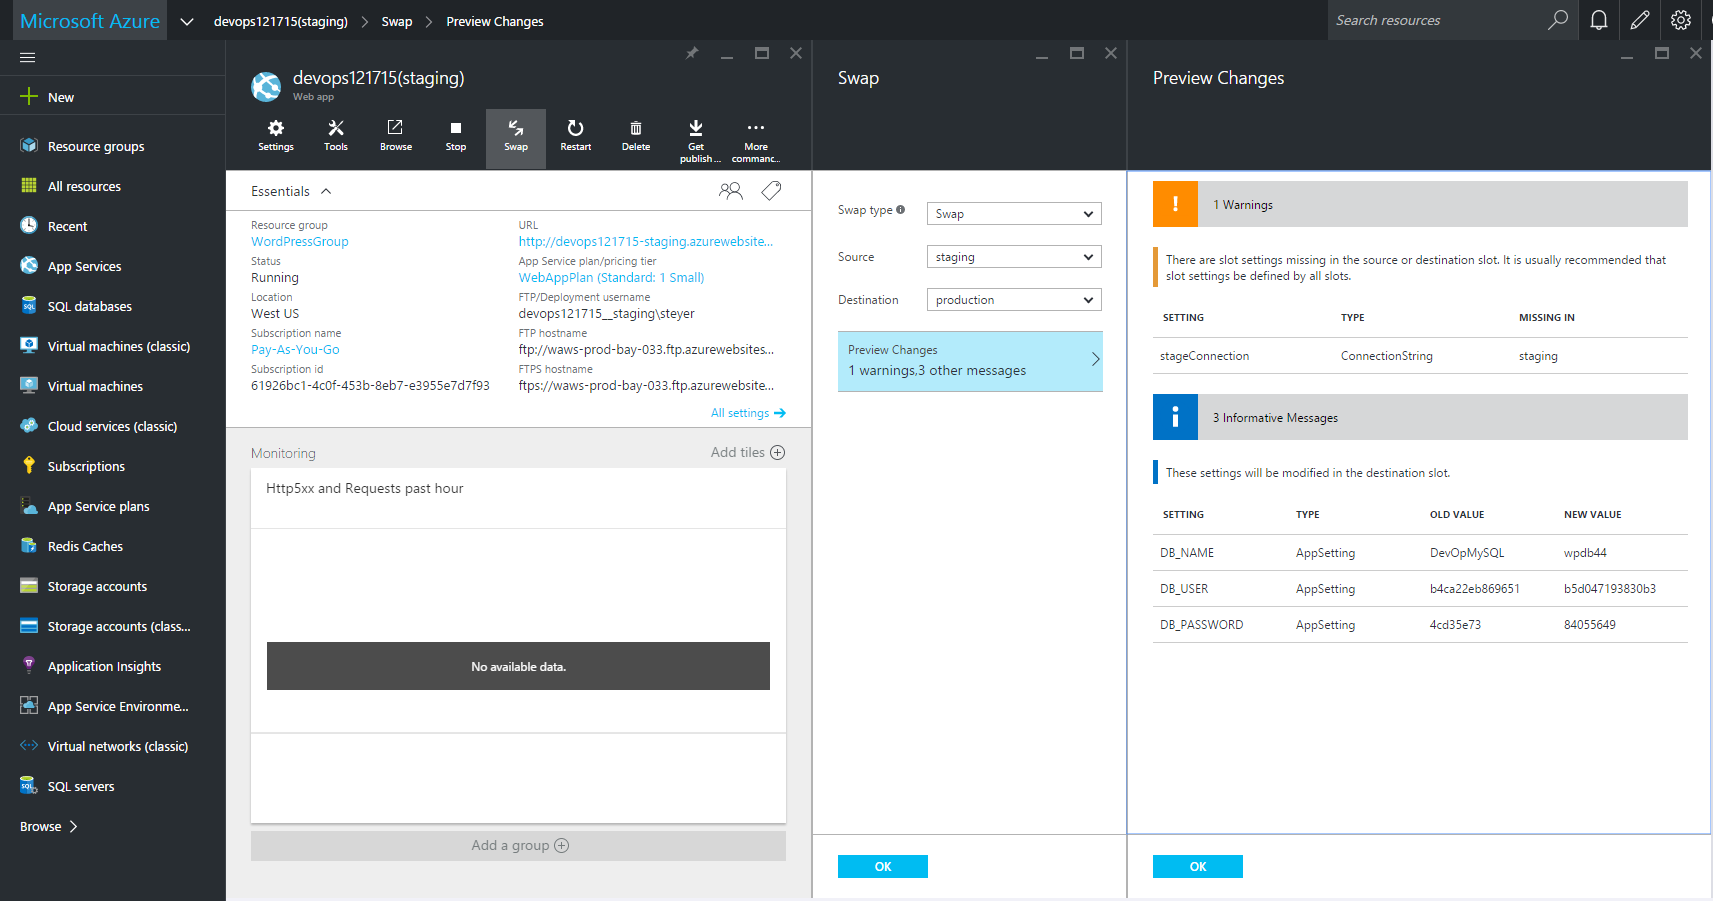 Microsoft Azure
devops121715(staging) > Swap > Preview Changes
Search resources
New
Resource groups
All resources
Recent
App Services
SQL databases
Virtual machines (classic)
Virtual machines
Cloud services (classic)
Subscriptions
App Service plans
Redis Caches
Storage accounts
Storage accounts (class...
Application Insights
App Service Environme...
Virtual networks (classic)
SQL servers
Browse >
devops121715(staging)
Web app
Settings
Tools
Browse
Stop
Swap
Restart
Delete
Get
publish...
More
commanc...
Essentials
Resource group
WordPressGroup
Status
Running
Location
West US
Subscription name
Pay-As-You-Go
Subscription id
61926bc1-4c0f-453b-8eb7-e3955e7d7f93
URL
http://devops121715-staging.azurewebsite...
App Service plan/pricing tier
WebAppPlan (Standard: 1 Small)
FTP/Deployment username
devops121715__staging\steyer
FTP hostname
ftp://waws-prod-bay-033.ftp.azurewebsites...
FTPS hostname
ftps://waws-prod-bay-033.ftp.azurewebsite...
All settings
Monitoring
Add tiles
Http5xx and Requests past hour
No available data.
Add a group
Swap
Swap type
Swap
Source
staging
Destination
production
Preview Changes
1 warnings,3 other messages
OK
Preview Changes
! 1 Warnings
There are slot settings missing in the source or destination slot. It is usually recommended that
slot settings be defined by all slots.
SETTING TYPE MISSING IN
stageConnection ConnectionString staging
i 3 Informative Messages
These settings will be modified in the destination slot.
SETTING TYPE OLD VALUE NEW VALUE
DB_NAME AppSetting DevOpMySQL wpdb44
DB_USER AppSetting b4ca22eb869651 b5d047193830b3
DB_PASSWORD AppSetting 4cd35e73 84055649
OK